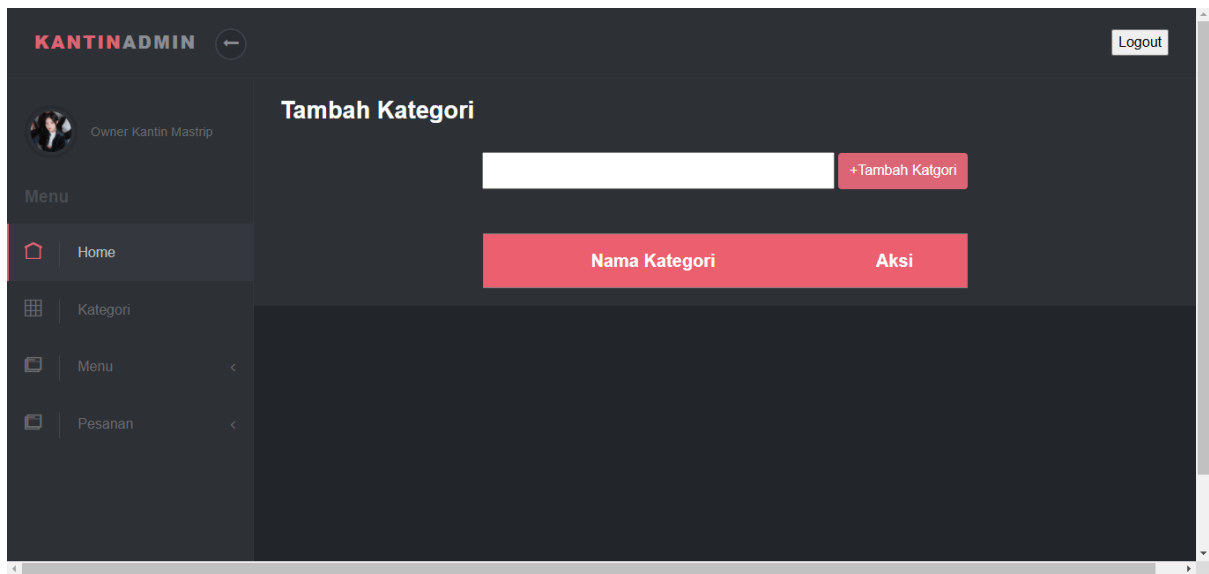 KANTINADMIN
Logout
Owner Kantin Mastrip
Menu
Home
Kategori
Menu
Pesanan
Tambah Kategori
+Tambah Katgori
Nama Kategori Aksi